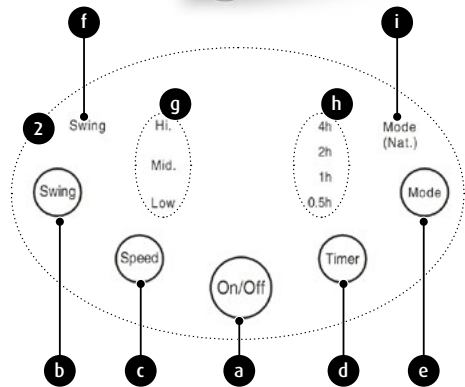 f
i
g
h
2
Swing
Hi.
4h
Mode
(Nat.)
2h
Mid.
1h
Low
0.5h
Swing
Mode
Speed
Timer
On/Off
b
c
a
d
e